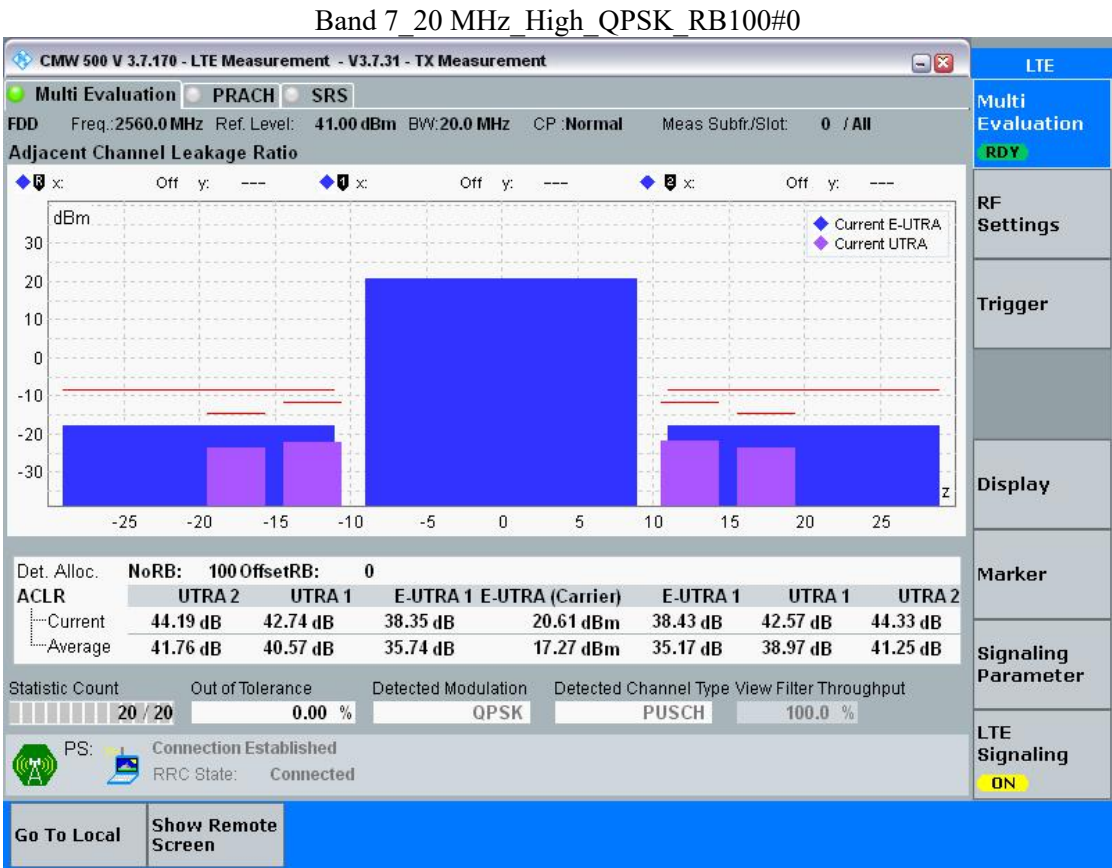 Band 7_20 MHz_High_QPSK_RB100#0
CMW 500 V 3.7.170 - LTE Measurement - V3.7.31 - TX Measurement
LTE
Multi Evaluation PRACH SRS
FDD Freq.:2560.0 MHz Ref. Level: 41.00 dBm BW:20.0 MHz CP :Normal Meas Subfr./Slot: 0 / All
Adjacent Channel Leakage Ratio
R x: Off y: --- 1 x: Off y: --- 2 x: Off y: ---
dBm
Current E-UTRA
Current UTRA
30
20
10
0
-10
-20
-30
z
-25 -20 -15 -10 -5 0 5 10 15 20 25
Det. Alloc. NoRB: 100 OffsetRB: 0
ACLR UTRA 2 UTRA 1 E-UTRA 1 E-UTRA (Carrier) E-UTRA 1 UTRA 1 UTRA 2
Current 44.19 dB 42.74 dB 38.35 dB 20.61 dBm 38.43 dB 42.57 dB 44.33 dB
Average 41.76 dB 40.57 dB 35.74 dB 17.27 dBm 35.17 dB 38.97 dB 41.25 dB
Statistic Count Out of Tolerance Detected Modulation Detected Channel Type View Filter Throughput
20 / 20 0.00 % QPSK PUSCH 100.0 %
PS: Connection Established
RRC State: Connected
Multi
Evaluation
RDY
RF
Settings
Trigger
Display
Marker
Signaling
Parameter
LTE
Signaling
ON
Go To Local
Show Remote
Screen